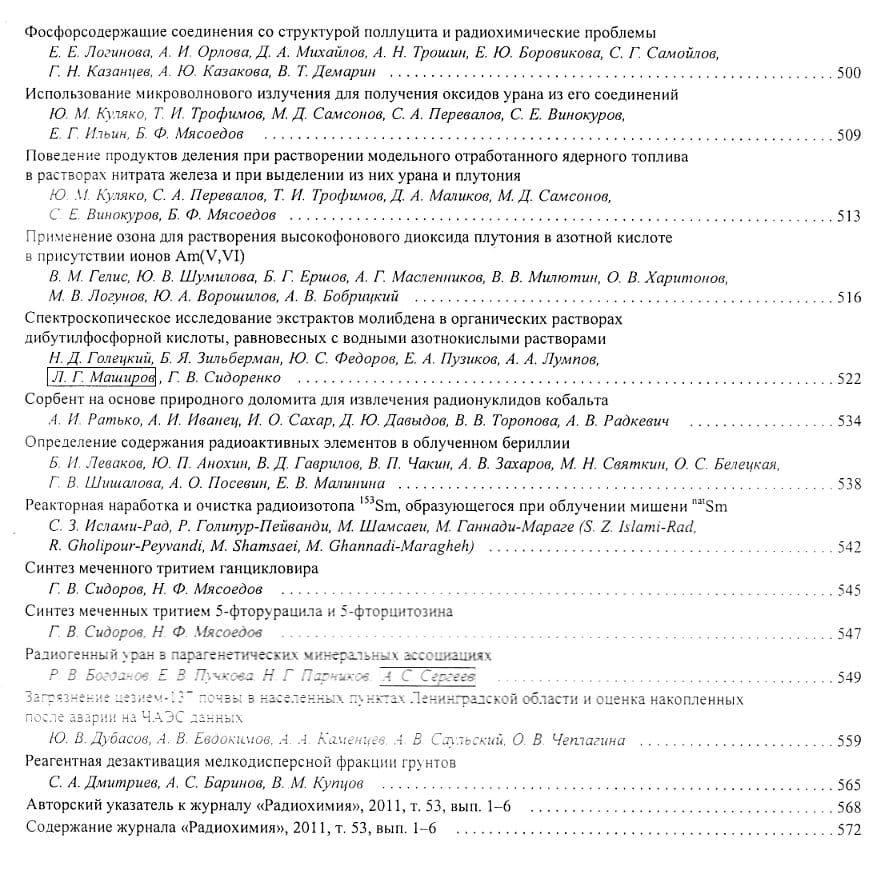 Фосфорсодержащие соединения со структурой поллуцита и радиохимические проблемы
Е. Е. Логинова, А. И. Орлова, Д. А. Михайлов, А. Н. Трошин, Е. Ю. Боровикова, С. Г. Самойлов,
Г. Н. Казанцев, А. Ю. Казакова, В. Т. Демарин ... 500
Использование микроволнового излучения для получения оксидов урана из его соединений
Ю. М. Куляко, Т. И. Трофимов, М. Д. Самсонов, С. А. Перевалов, С. Е. Винокуров,
Е. Г. Ильин, Б. Ф. Мясоедов ... 509
Поведение продуктов деления при растворении модельного отработанного ядерного топлива
в растворах нитрата железа и при выделении из них урана и плутония
Ю. М. Куляко, С. А. Перевалов, Т. И. Трофимов, Д. А. Маликов, М. Д. Самсонов,
С. Е. Винокуров, Б. Ф. Мясоедов ... 513
Применение озона для растворения высокофонового диоксида плутония в азотной кислоте
в присутствии ионов Am(V,VI)
В. М. Гелис, Ю. В. Шумилова, Б. Г. Ершов, А. Г. Масленников, В. В. Милютин, О. В. Харитонов,
М. В. Логунов, Ю. А. Ворошилов, А. В. Бобрицкий ... 516
Спектроскопическое исследование экстрактов молибдена в органических растворах
дибутилфосфорной кислоты, равновесных с водными азотнокислыми растворами
Н. Д. Голецкий, Б. Я. Зильберман, Ю. С. Федоров, Е. А. Пузиков, А. А. Лумпов,
Л. Г. Маширов, Г. В. Сидоренко ... 522
Сорбент на основе природного доломита для извлечения радионуклидов кобальта
А. И. Ратько, А. И. Иванец, И. О. Сахар, Д. Ю. Давыдов, В. В. Торопова, А. В. Радкевич ... 534
Определение содержания радиоактивных элементов в облученном бериллии
Б. И. Леваков, Ю. П. Анохин, В. Д. Гаврилов, В. П. Чакин, А. В. Захаров, М. Н. Святкин, О. С. Белецкая,
Г. В. Шишалова, А. О. Посевин, Е. В. Малинина ... 538
Реакторная наработка и очистка радиоизотопа ¹⁵³Sm, образующегося при облучении мишени ⁿᵃᵗSm
С. З. Ислами-Рад, Р. Голипур-Пейванди, М. Шамсаеи, М. Ганнади-Мараге (S. Z. Islami-Rad,
R. Gholipour-Peyvandi, M. Shamsaei, M. Ghannadi-Maragheh) ... 542
Синтез меченного тритием ганцикловира
Г. В. Сидоров, Н. Ф. Мясоедов ... 545
Синтез меченных тритием 5-фторурацила и 5-фторцитозина
Г. В. Сидоров, Н. Ф. Мясоедов ... 547
Радиогенный уран в парагенетических минеральных ассоциациях
Р. В. Богданов, Е. В. Пучкова, Н. Г. Парников, А. С. Сергеев ... 549
Загрязнение цезием-137 почвы в населенных пунктах Ленинградской области и оценка накопленных
после аварии на ЧАЭС данных
Ю. В. Дубасов, А. В. Евдокимов, А. А. Каменцев, А. В. Саульский, О. В. Чеплагина ... 559
Реагентная дезактивация мелкодисперсной фракции грунтов
С. А. Дмитриев, А. С. Баринов, В. М. Купцов ... 565
Авторский указатель к журналу «Радиохимия», 2011, т. 53, вып. 1–6 ... 568
Содержание журнала «Радиохимия», 2011, т. 53, вып. 1–6 ... 572